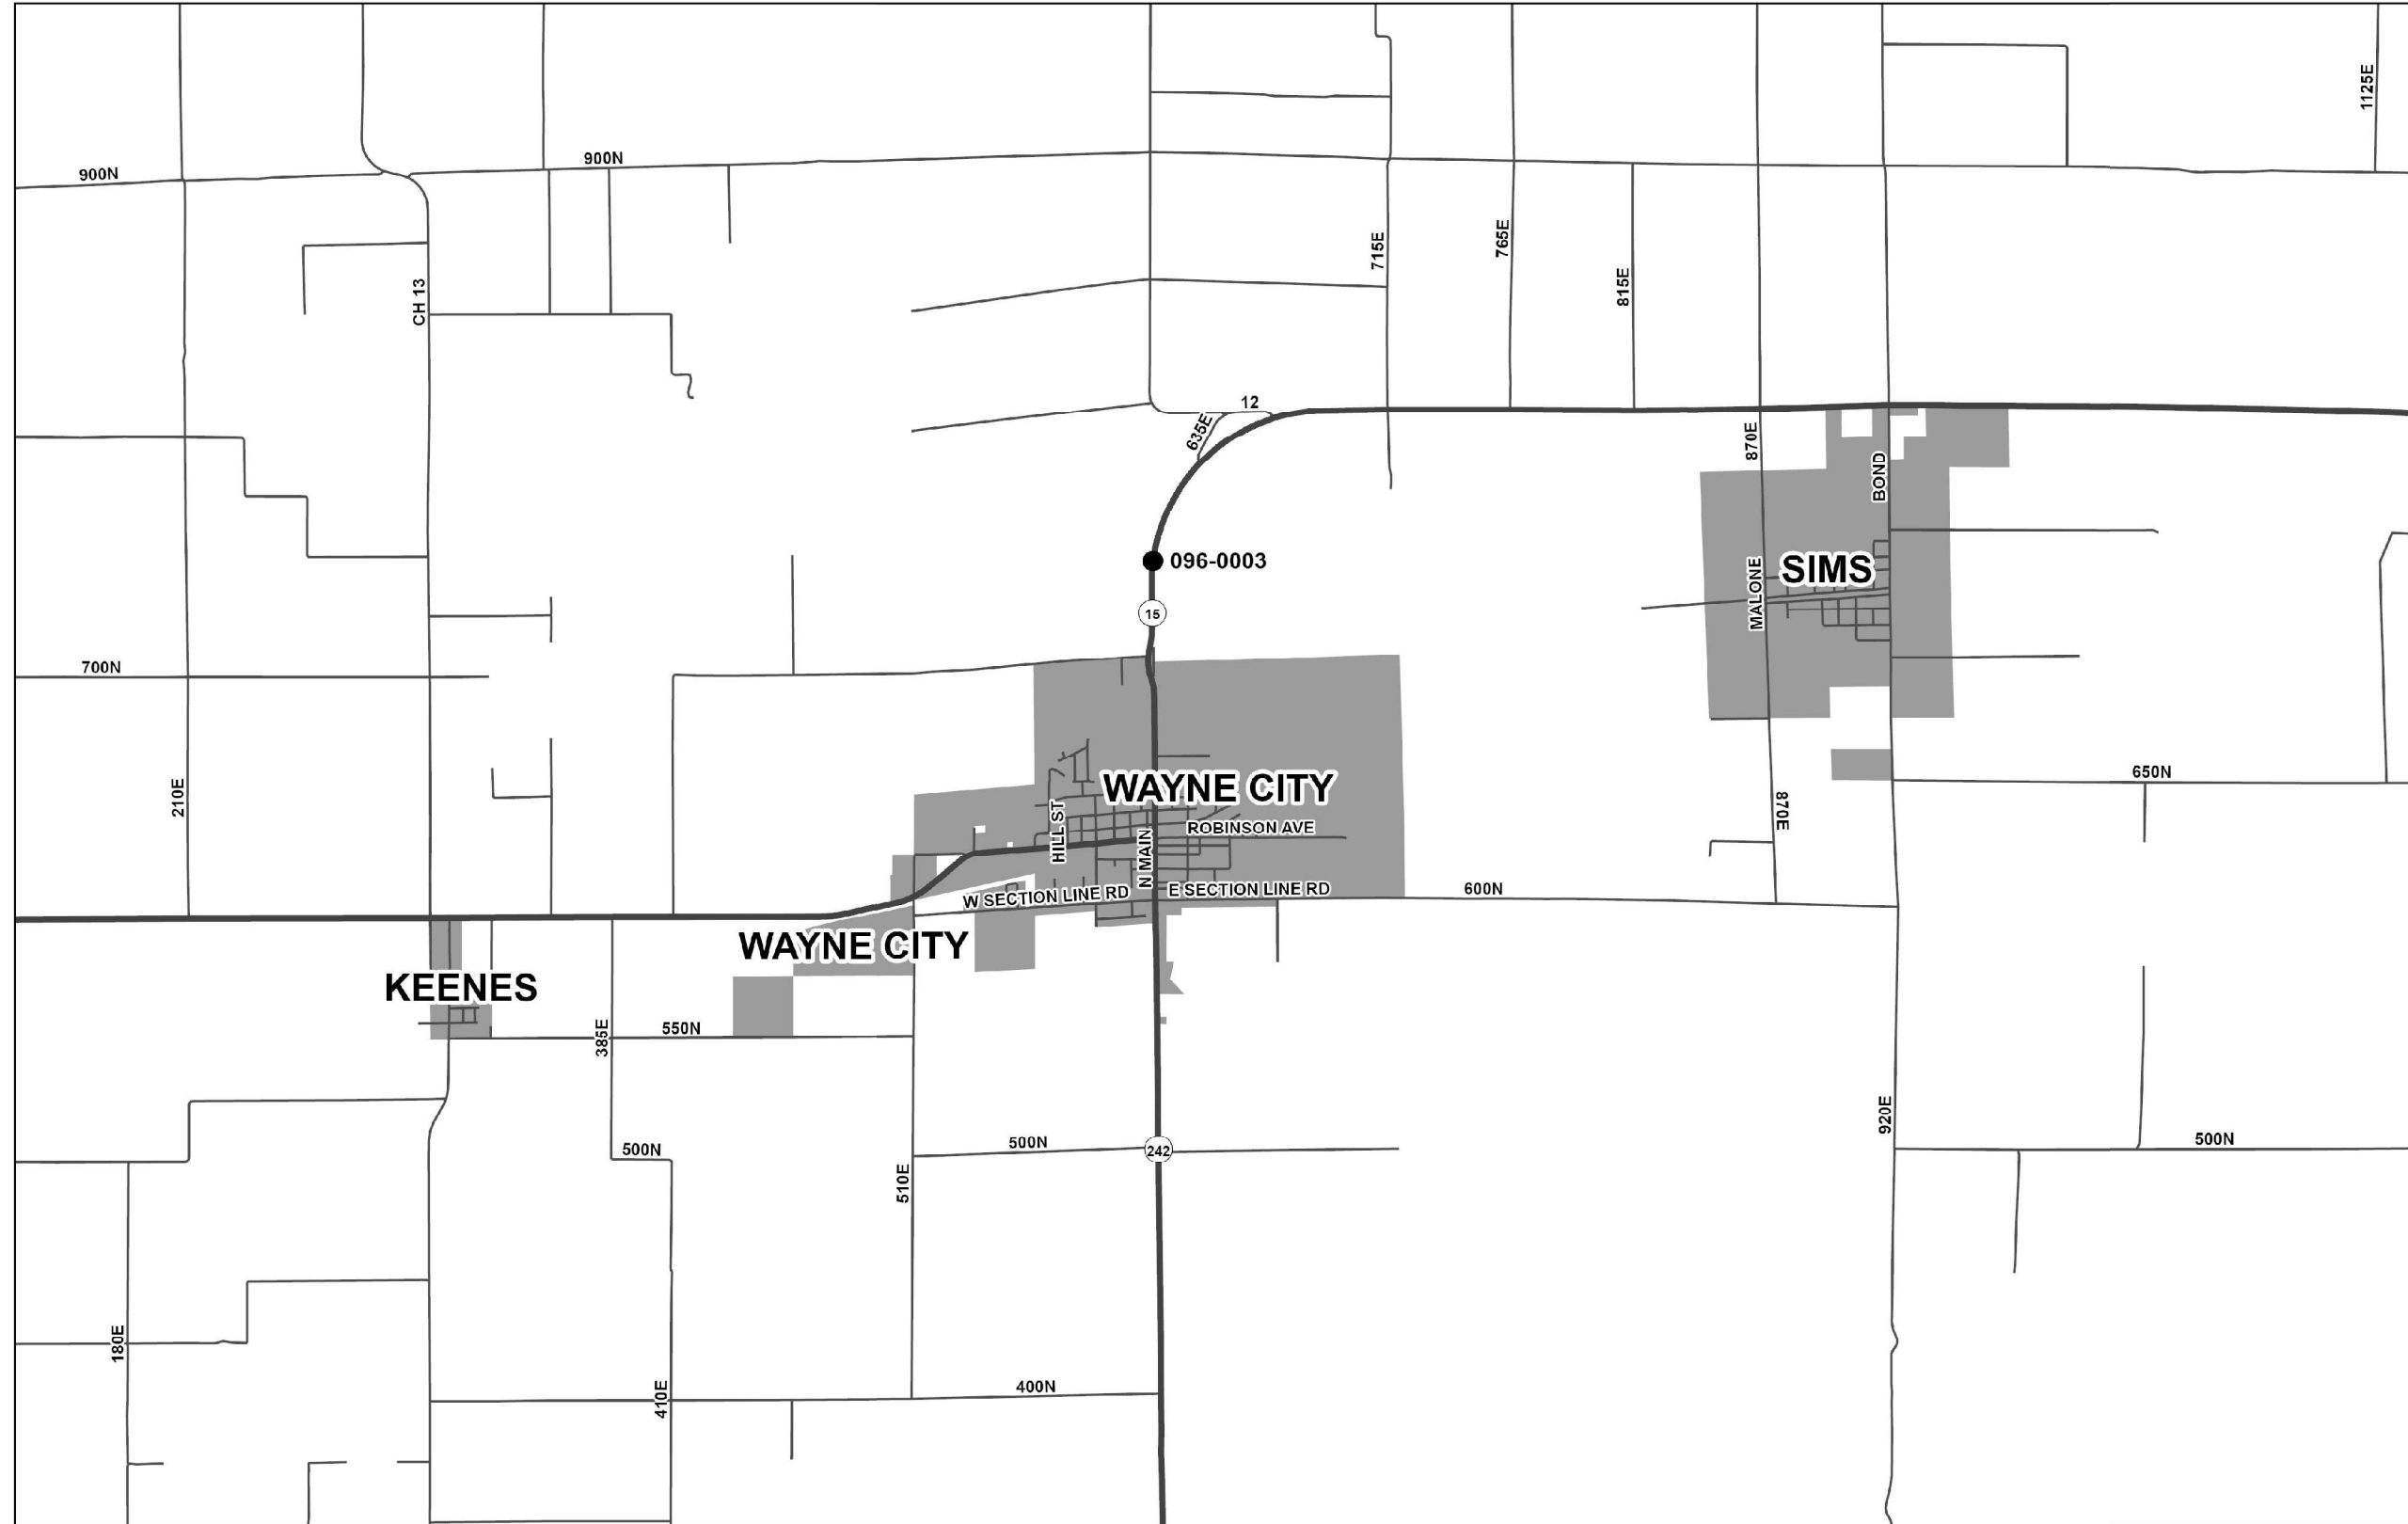 1125E
900N
900N
715E
765E
815E
CH 13
12
635E
870E
BOND
096-0003
SIMS
MALONE
15
700N
650N
210E
WAYNE CITY
870E
HILL ST
ROBINSON AVE
N MAIN
W SECTION LINE RD
E SECTION LINE RD
600N
WAYNE CITY
KEENES
550N
385E
920E
500N
500N
242
500N
510E
180E
400N
410E